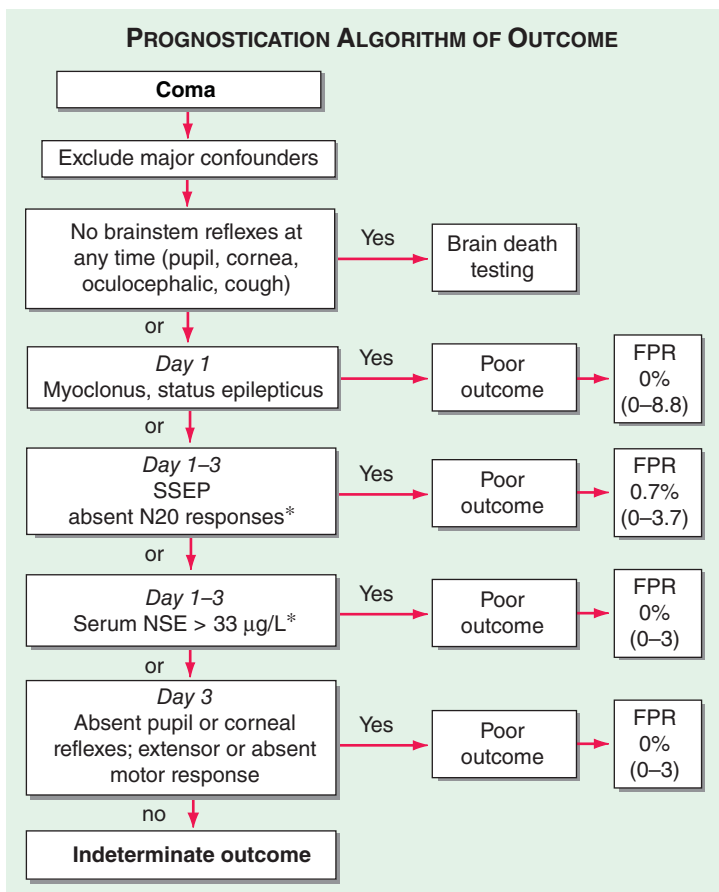 PROGNOSTICATION ALGORITHM OF OUTCOME
Coma
Exclude major confounders
No brainstem reflexes at
any time (pupil, cornea,
oculocephalic, cough)
Yes
Brain death
testing
or
Day 1
Myoclonus, status epilepticus
Yes
Poor
outcome
FPR
0%
(0–8.8)
or
Day 1–3
SSEP
absent N20 responses*
Yes
Poor
outcome
FPR
0.7%
(0–3.7)
or
Day 1–3
Serum NSE > 33 μg/L*
Yes
Poor
outcome
FPR
0%
(0–3)
or
Day 3
Absent pupil or corneal
reflexes; extensor or absent
motor response
Yes
Poor
outcome
FPR
0%
(0–3)
no
Indeterminate outcome